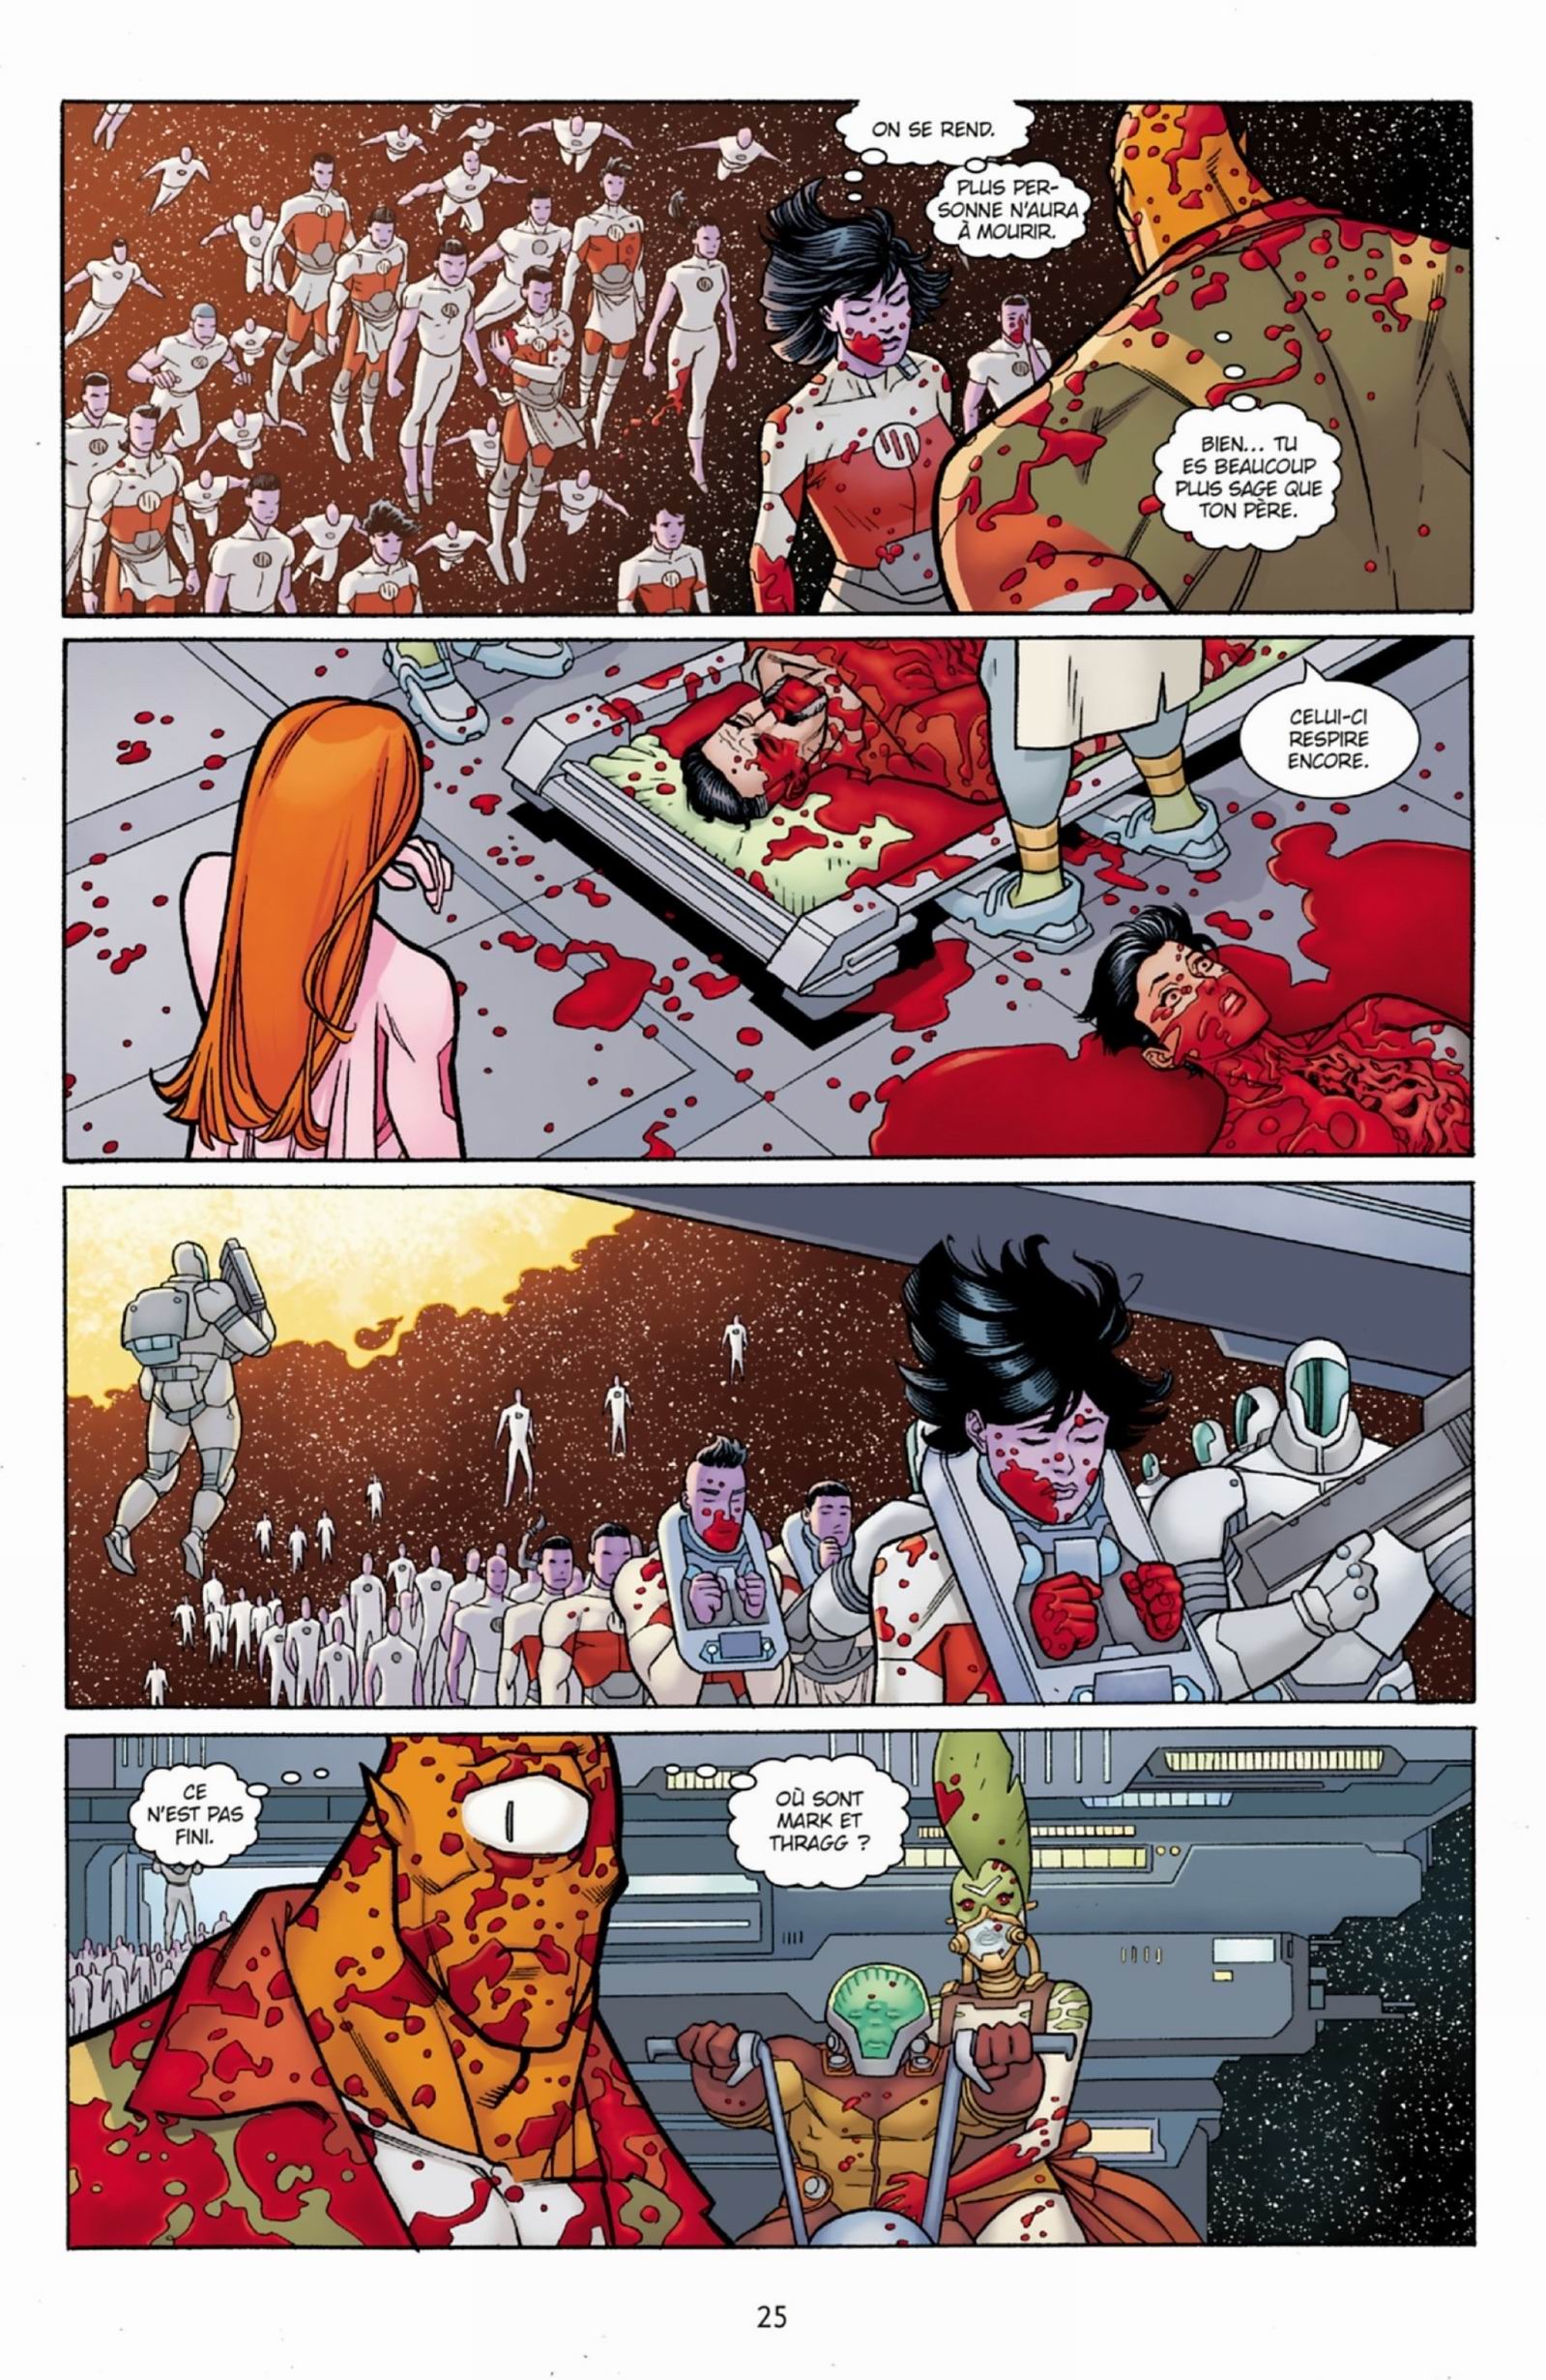 ON SE REND.
PLUS PER-
SONNE N'AURA
À MOURIR.
BIEN... TU
ES BEAUCOUP
PLUS SAGE QUE
TON PÈRE.
CELUI-CI
RESPIRE
ENCORE.
CE
N'EST PAS
FINI.
OÙ SONT
MARK ET
THRAGG ?
25